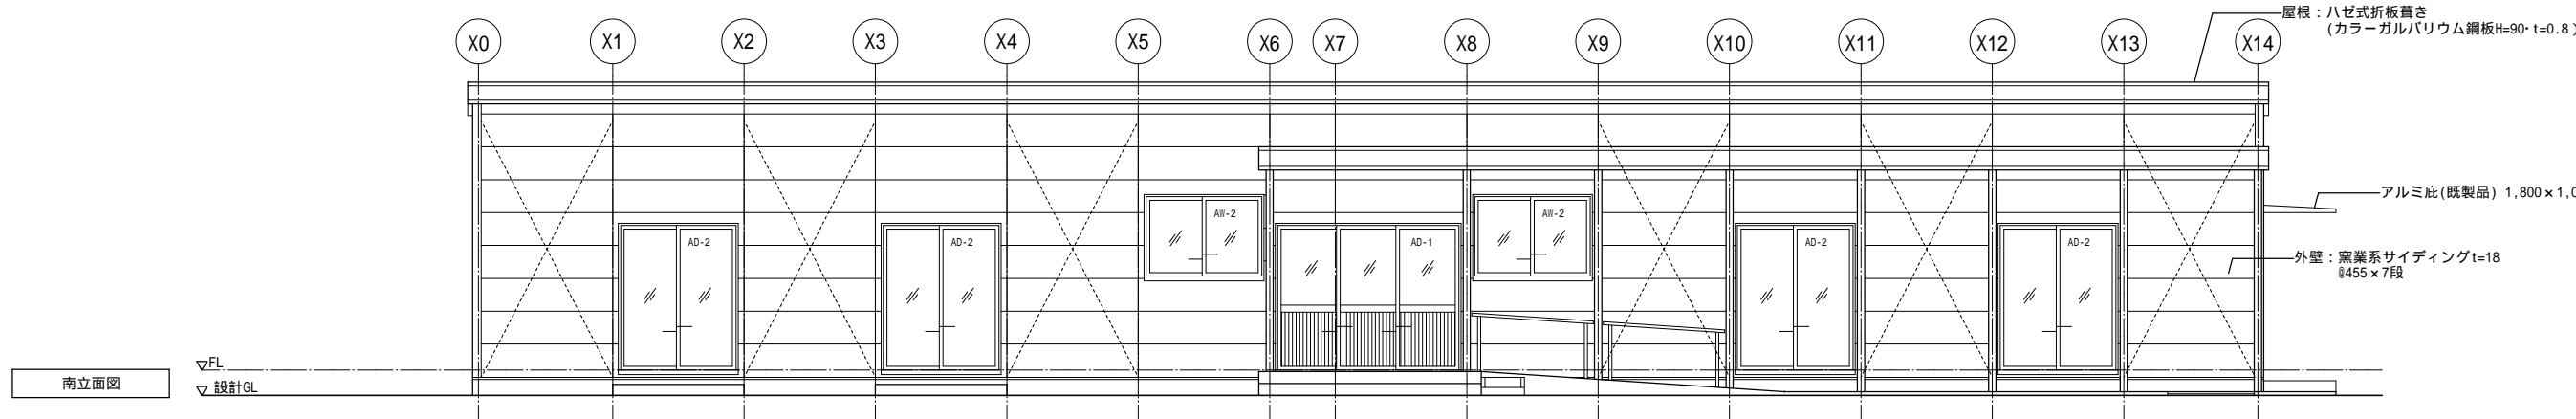 屋根：ハゼ式折板葺き
(カラーガルバリウム鋼板H=90・t=0.8)
X0 X1 X2 X3 X4 X5 X6 X7 X8 X9 X10 X11 X12 X13 X14
アルミ庇(既製品) 1,800×1,0
AW-2 AW-2
AD-2 AD-2 AD-1 AD-2 AD-2
外壁：窯業系サイディングt=18
@455×7段
▽FL
南立面図
▽設計GL